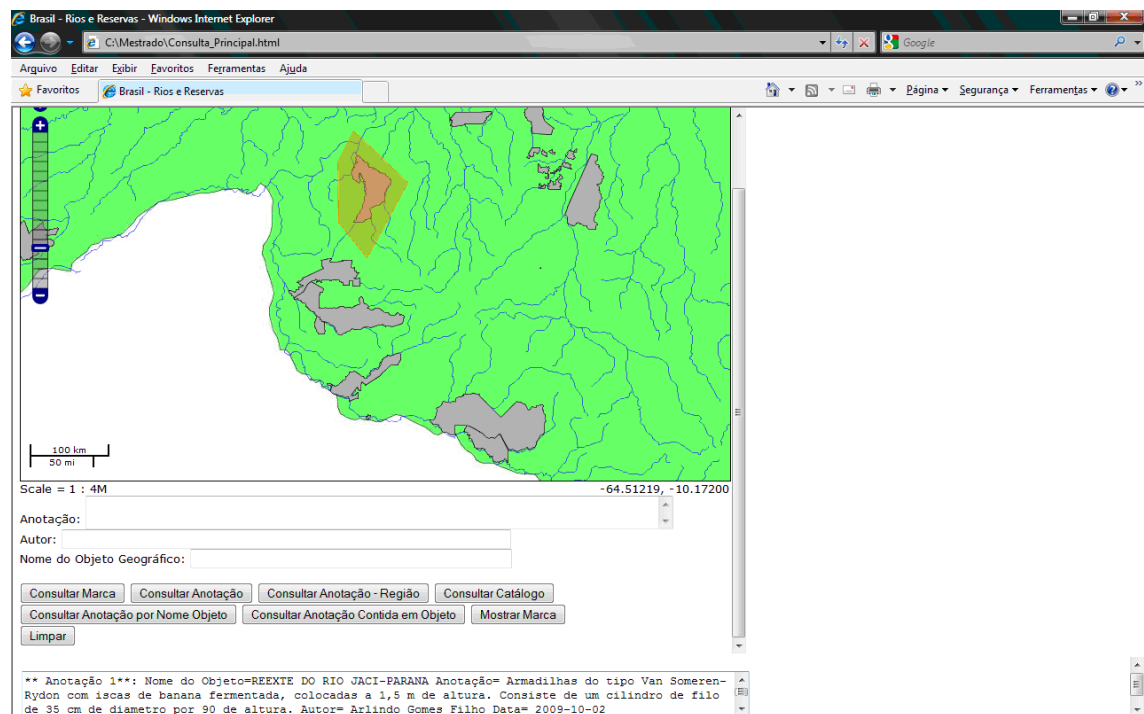 Brasil - Rios e Reservas - Windows Internet Explorer
C:\Mestrado\Consulta_Principal.html
Google
Arquivo Editar Exibir Favoritos Ferramentas Ajuda
Favoritos Brasil - Rios e Reservas Página Segurança Ferramentas
100 km
50 mi
Scale = 1 : 4M -64.51219, -10.17200
Anotação:
Autor:
Nome do Objeto Geográfico:
Consultar Marca Consultar Anotação Consultar Anotação - Região Consultar Catálogo
Consultar Anotação por Nome Objeto Consultar Anotação Contida em Objeto Mostrar Marca
Limpar
** Anotação 1**: Nome do Objeto=REEXTE DO RIO JACI-PARANA Anotação= Armadilhas do tipo Van Someren-
Rydon com iscas de banana fermentada, colocadas a 1,5 m de altura. Consiste de um cilindro de filo
de 35 cm de diametro por 90 de altura. Autor= Arlindo Gomes Filho Data= 2009-10-02